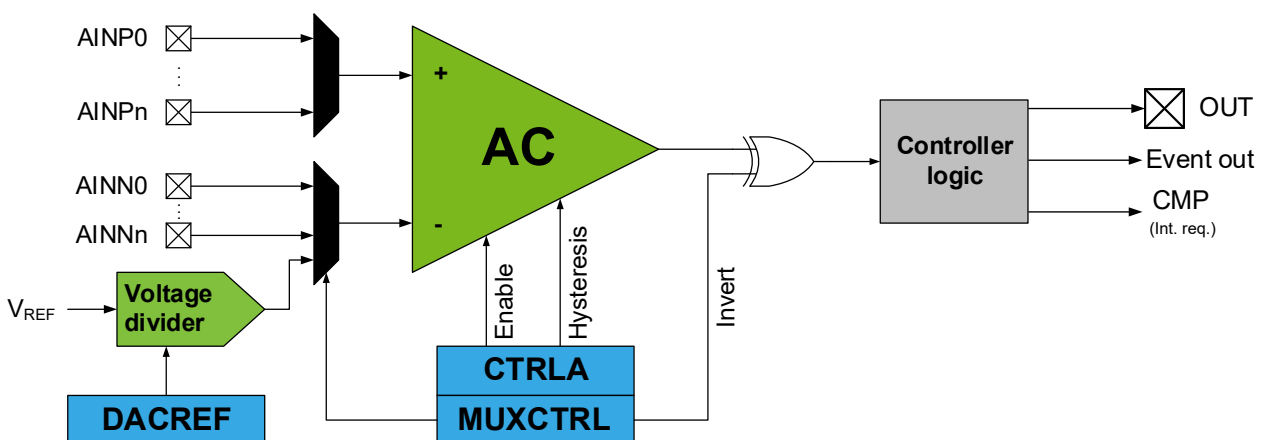 AINP0
AINPn
AINN0
AINNn
VREF
Voltage
divider
DACREF
+
-
AC
Enable
Hysteresis
Invert
CTRLA
MUXCTRL
Controller
logic
OUT
Event out
CMP
(Int. req.)